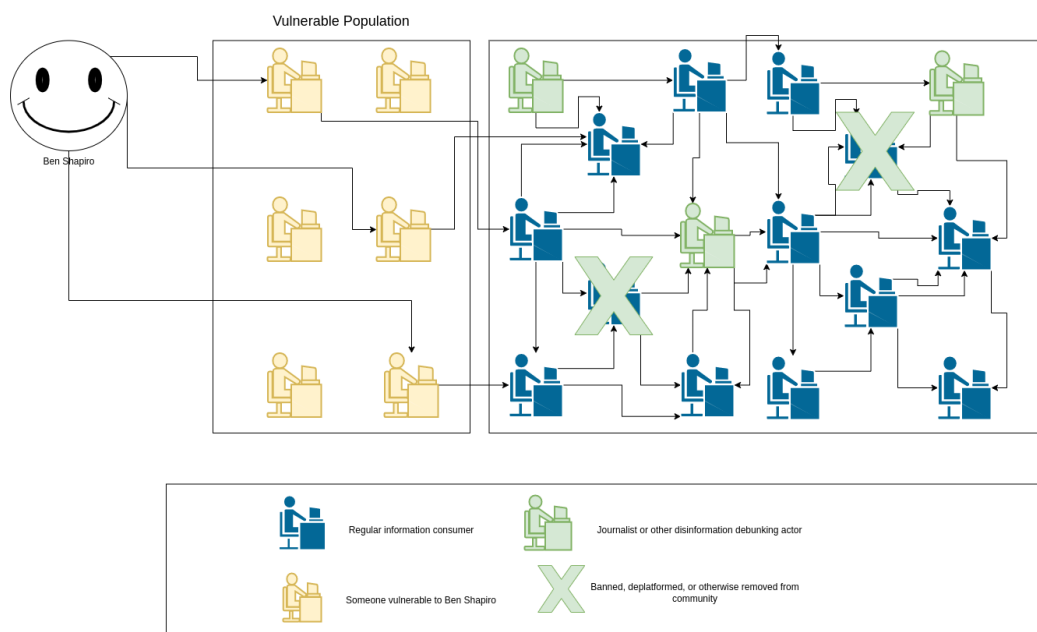 Vulnerable Population
Ben Shapiro
Regular information consumer
Journalist or other disinformation debunking actor
Someone vulnerable to Ben Shapiro
Banned, deplatformed, or otherwise removed from
community